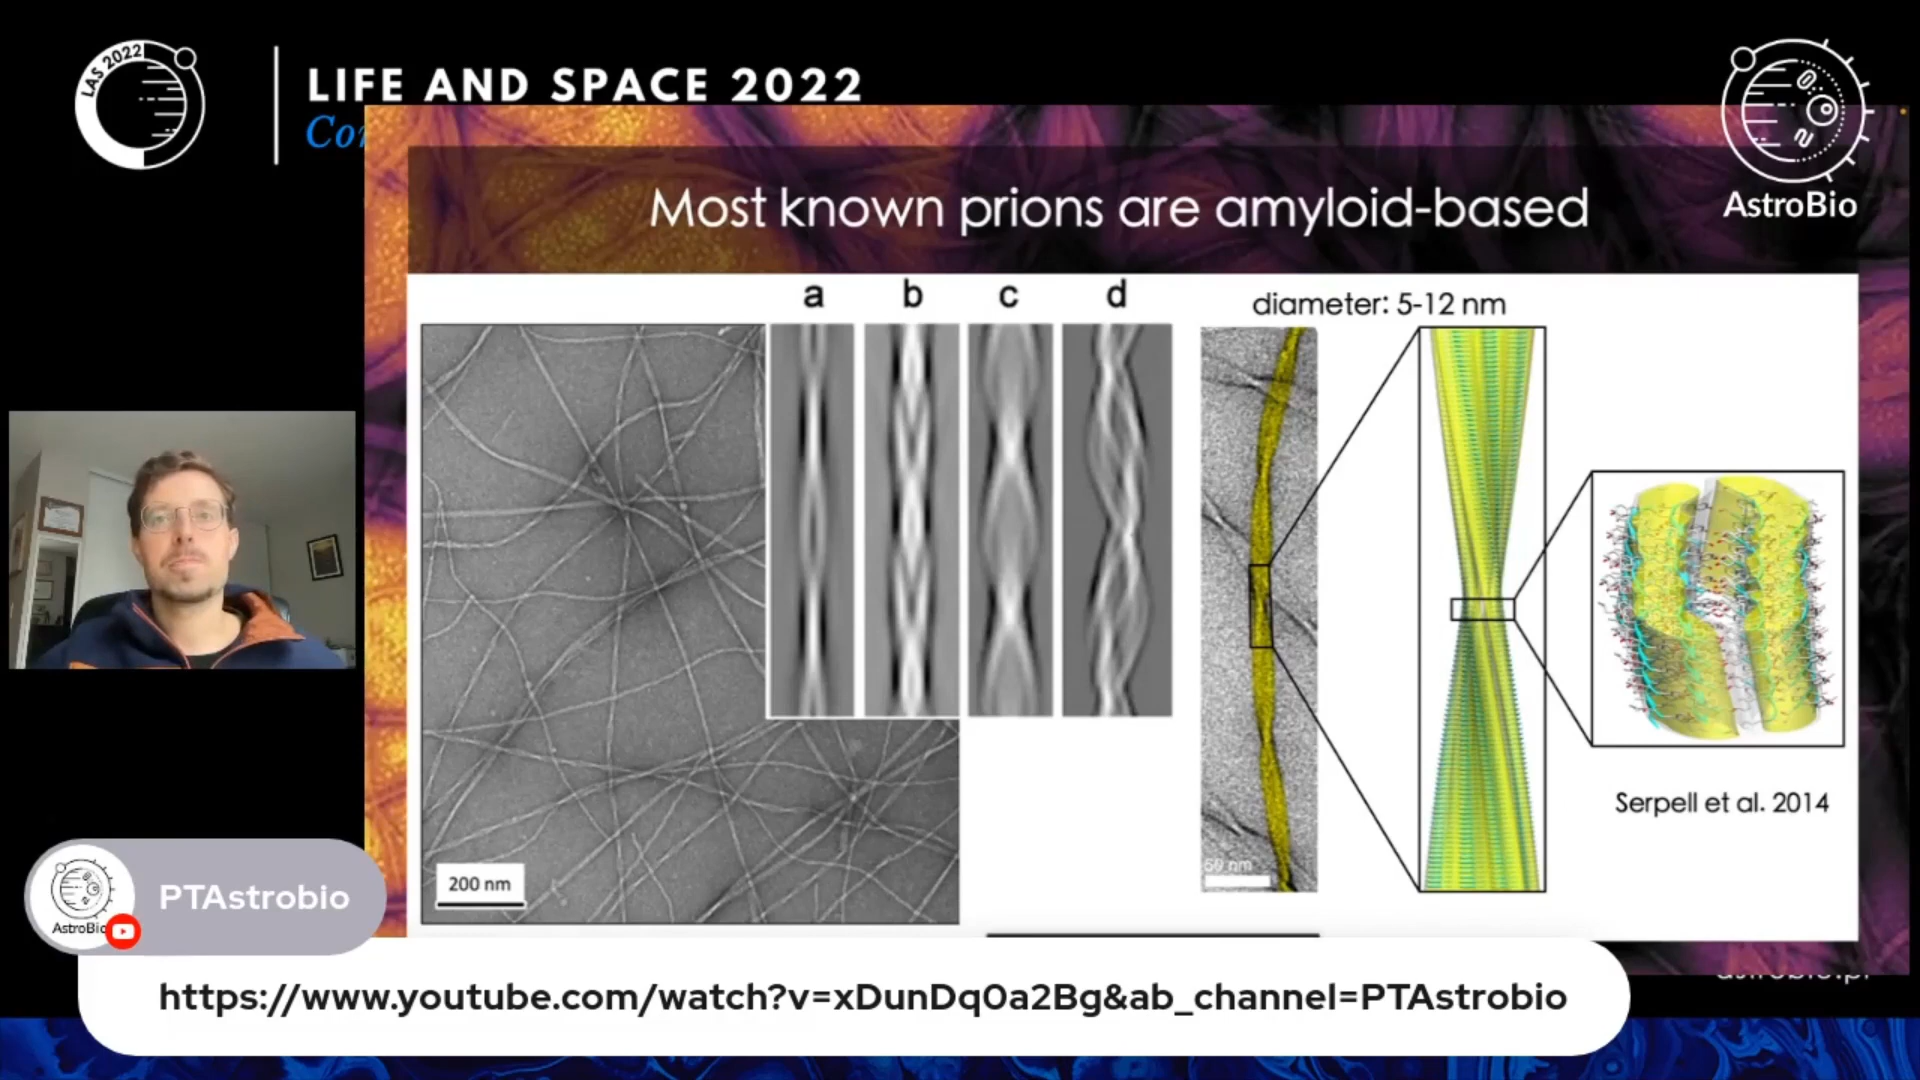 LAS 2022
LIFE AND SPACE 2022
AstroBio
Most known prions are amyloid-based
a b c d
diameter: 5-12 nm
200 nm
50 nm
Serpell et al. 2014
AstroBio
PTAstrobio
https://www.youtube.com/watch?v=xDunDq0a2Bg&ab_channel=PTAstrobio